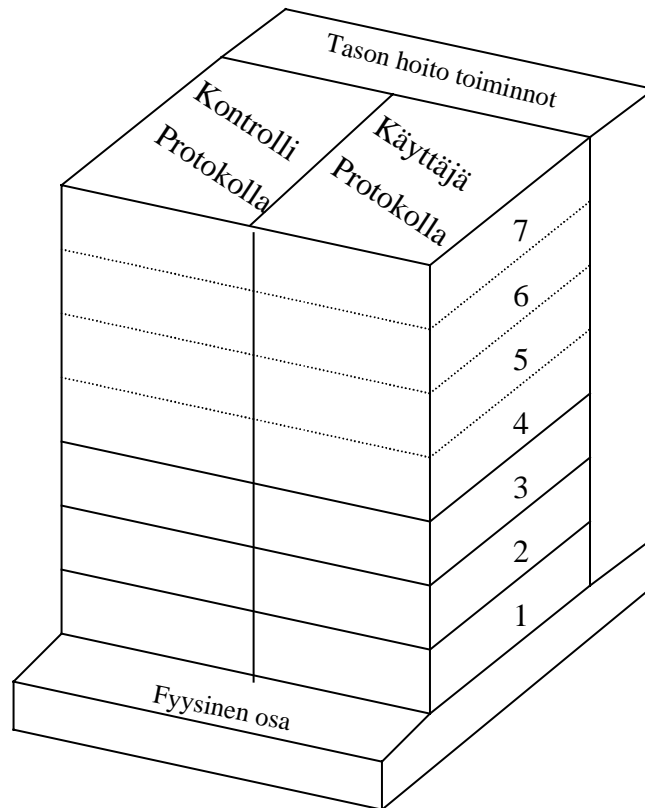 Tason hoito toiminnot
Kontrolli
Protokolla
Käyttäjä
Protokolla
7
6
5
4
3
2
1
Fyysinen osa